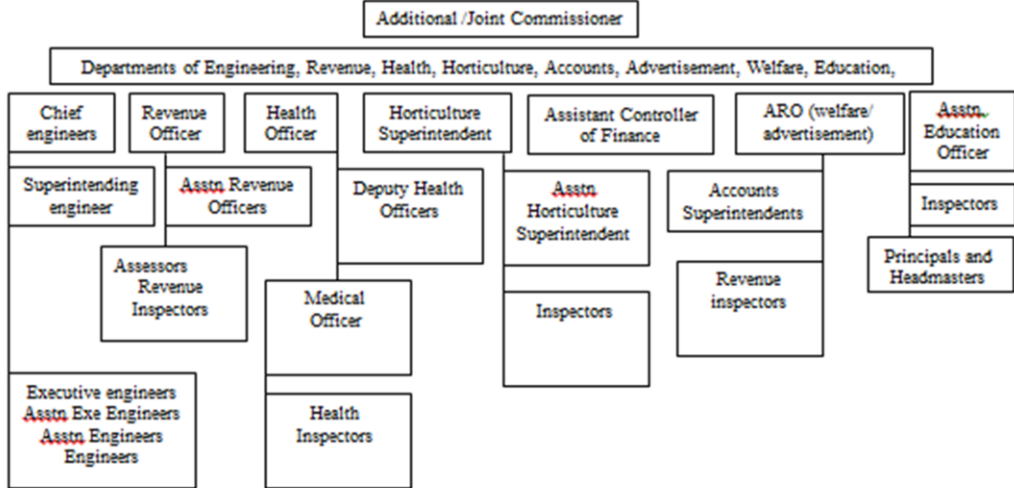 Additional /Joint Commissioner
Departments of Engineering, Revenue, Health, Horticulture, Accounts, Advertisement, Welfare, Education,
Chief
engineers
Revenue
Officer
Health
Officer
Horticulture
Superintendent
Assistant Controller
of Finance
ARO (welfare/
advertisement)
Asstn.
Education
Officer
Superintending
engineer
Asstn Revenue
Officers
Deputy Health
Officers
Asstn
Horticulture
Superintendent
Accounts
Superintendents
Inspectors
Assessors
Revenue
Inspectors
Medical
Officer
Inspectors
Revenue
inspectors
Principals and
Headmasters
Executive engineers
Asstn Exe Engineers
Asstn Engineers
Engineers
Health
Inspectors